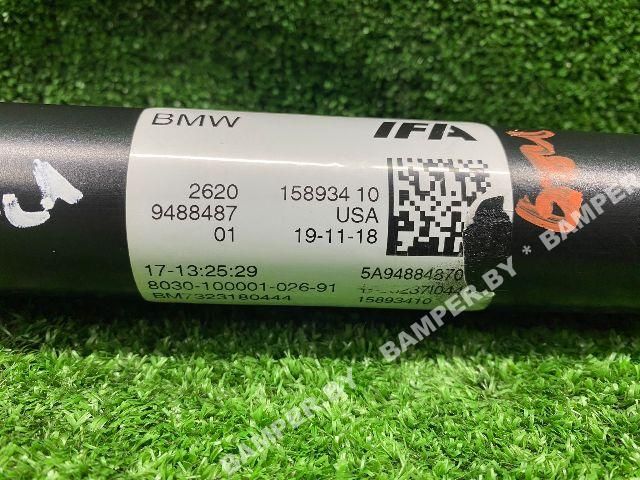 BMW IFA
2620 158934 10
9488487 USA
01 19-11-18
17-13:25:29 5A94884870
8030-100001-026-91
BM7323180444 15893410
BAMPER.BY * BAMPER.BY * BAMPER.BY